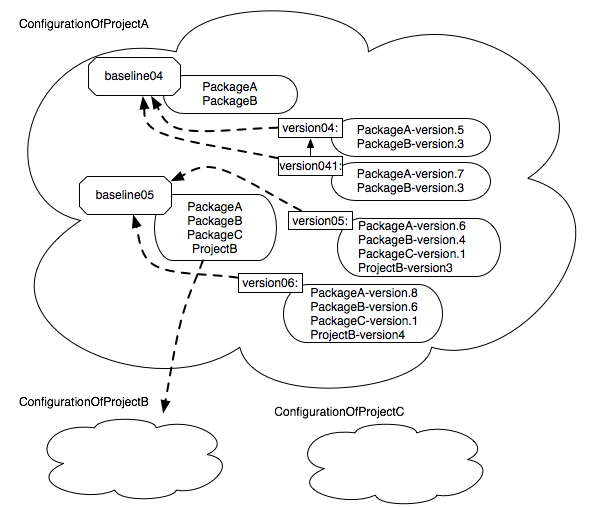 ConfigurationOfProjectA
baseline04
PackageA
PackageB
version04:
PackageA-version.5
PackageB-version.3
version041:
PackageA-version.7
PackageB-version.3
baseline05
PackageA
PackageB
PackageC
ProjectB
version05:
PackageA-version.6
PackageB-version.4
PackageC-version.1
ProjectB-version3
version06:
PackageA-version.8
PackageB-version.6
PackageC-version.1
ProjectB-version4
ConfigurationOfProjectB
ConfigurationOfProjectC